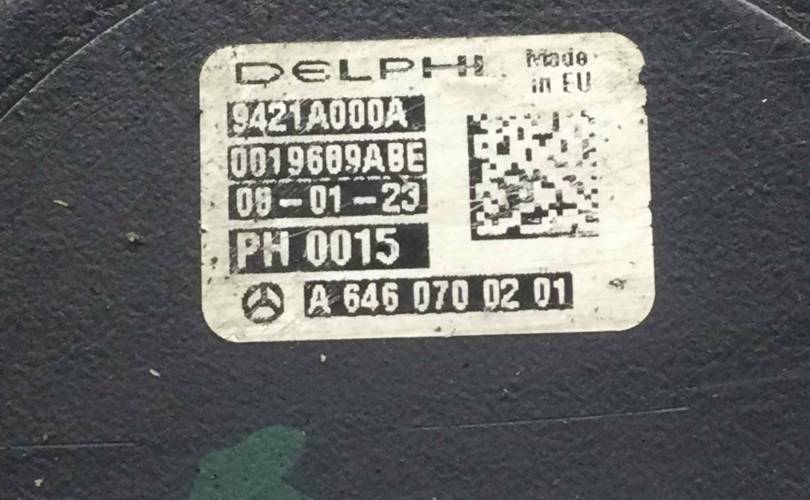 DELPHI
Made
in EU
9421A000A
0019609ABE
08-01-23
PH 0015
A 646 070 02 01